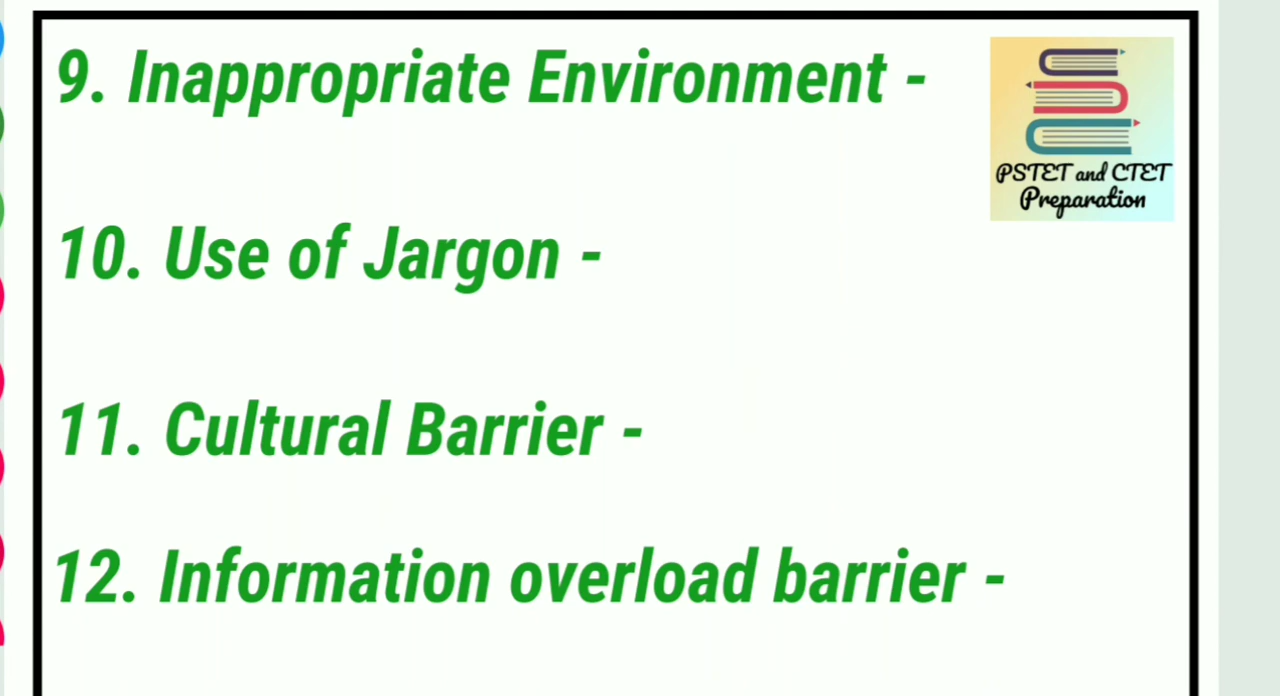 9. Inappropriate Environment -
PSTET and CTET
Preparation
10. Use of Jargon -
11. Cultural Barrier -
12. Information overload barrier -